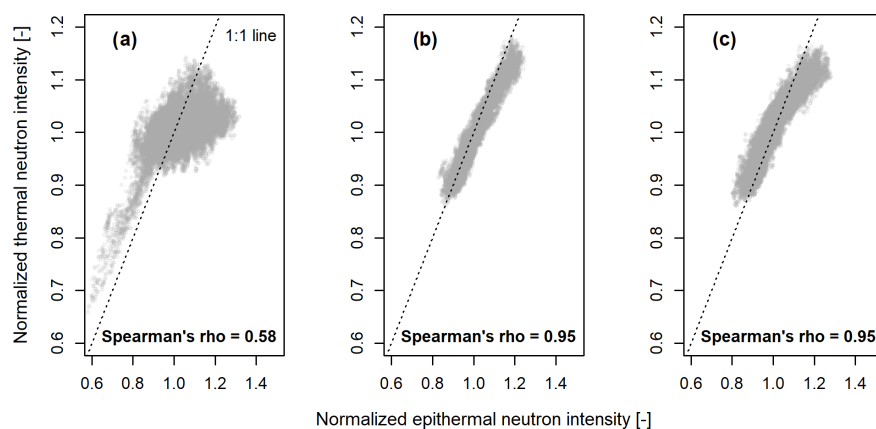 Normalized thermal neutron intensity [-]
(a)
1:1 line
1.2
1.1
1.0
0.9
0.8
0.7
0.6
Spearman's rho = 0.58
0.6 0.8 1.0 1.2 1.4
(b)
1.2
1.1
1.0
0.9
0.8
0.7
0.6
Spearman's rho = 0.95
0.6 0.8 1.0 1.2 1.4
(c)
1.2
1.1
1.0
0.9
0.8
0.7
0.6
Spearman's rho = 0.95
0.6 0.8 1.0 1.2 1.4
Normalized epithermal neutron intensity [-]